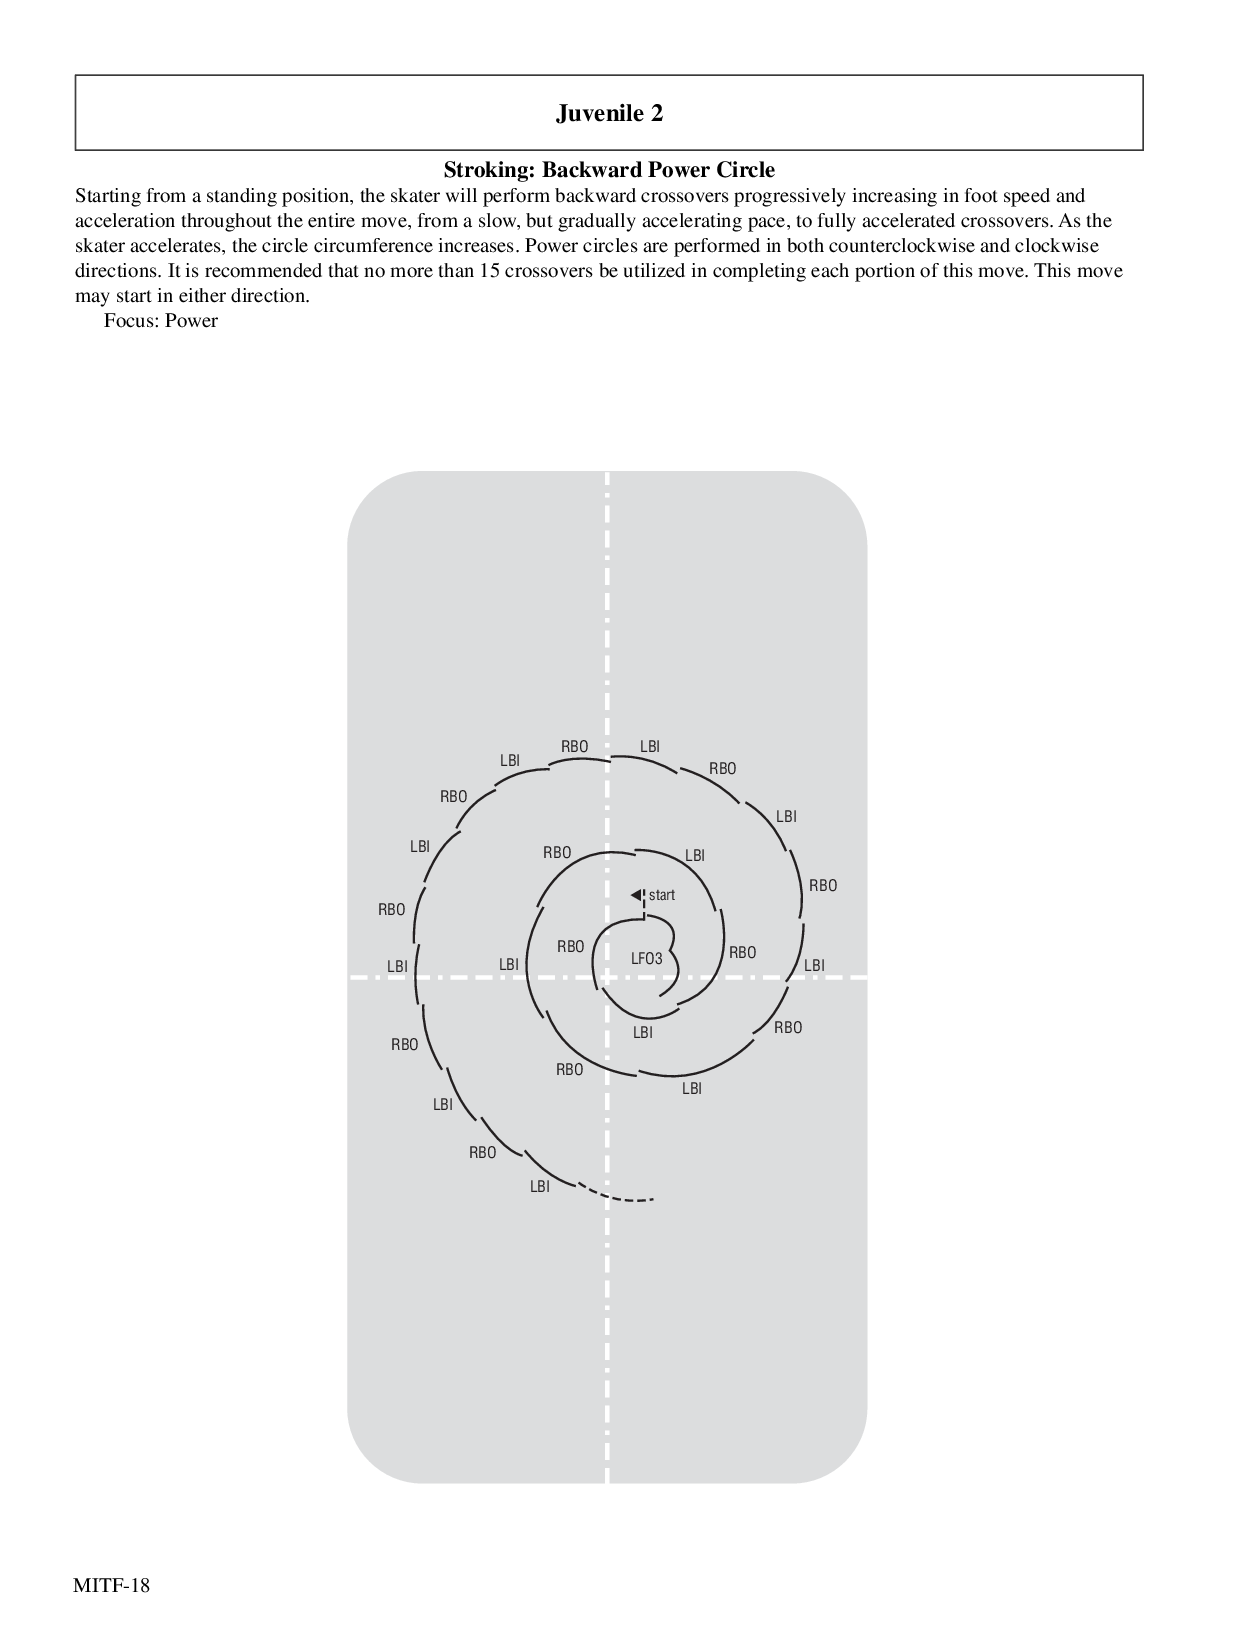 Juvenile 2
Stroking: Backward Power Circle
Starting from a standing position, the skater will perform backward crossovers progressively increasing in foot speed and
acceleration throughout the entire move, from a slow, but gradually accelerating pace, to fully accelerated crossovers. As the
skater accelerates, the circle circumference increases. Power circles are performed in both counterclockwise and clockwise
directions. It is recommended that no more than 15 crossovers be utilized in completing each portion of this move. This move
may start in either direction.
Focus: Power
RBO
LBI
LBI
RBO
RBO
LBI
LBI
RBO
LBI
RBO
start
RBO
RBO
RBO
LFO3
LBI
LBI
LBI
RBO
LBI
RBO
RBO
RBO
LBI
LBI
RBO
LBI
MITF-18